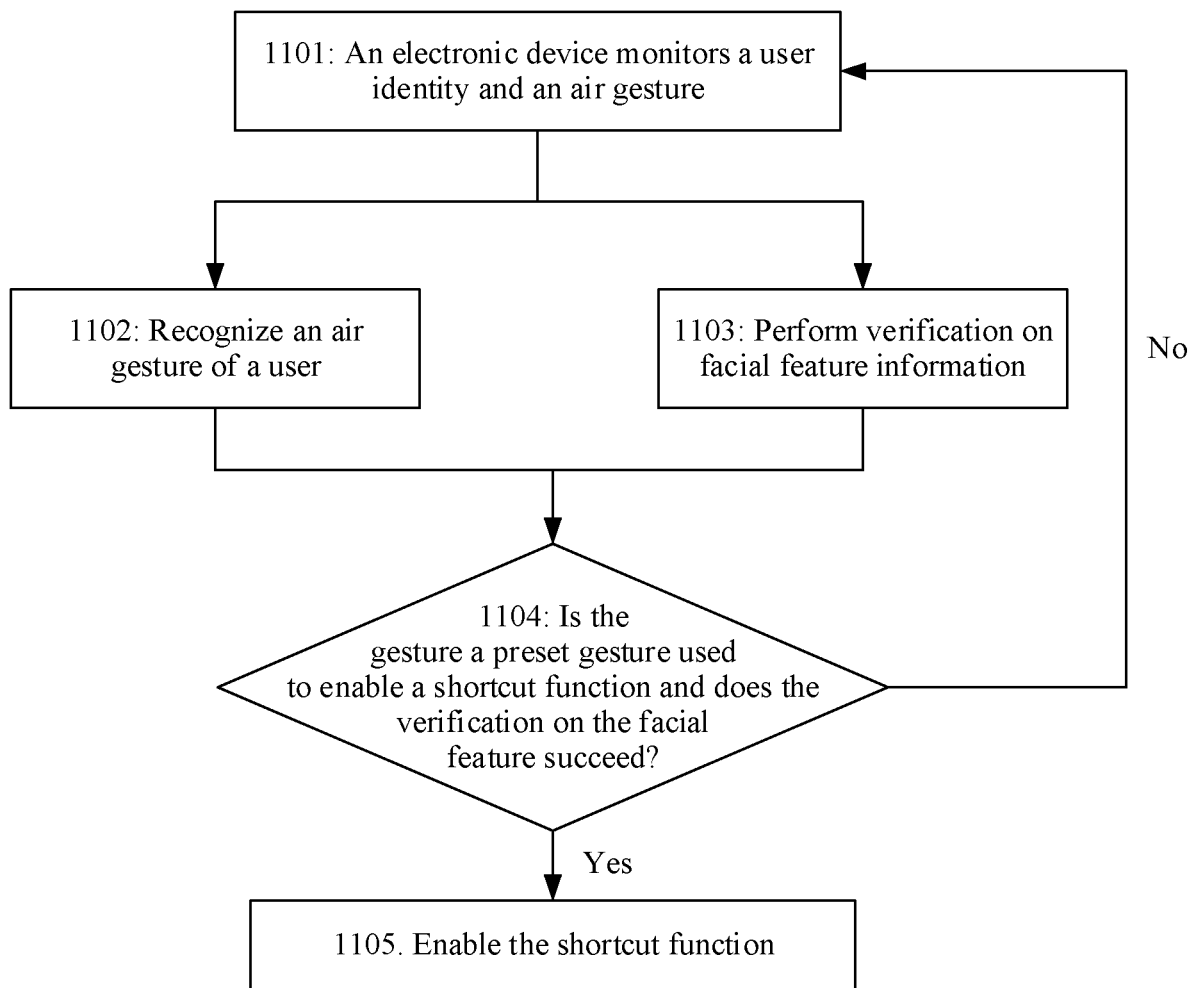 1101: An electronic device monitors a user
identity and an air gesture
1102: Recognize an air
gesture of a user
1103: Perform verification on
facial feature information
No
1104: Is the
gesture a preset gesture used
to enable a shortcut function and does the
verification on the facial
feature succeed?
Yes
1105. Enable the shortcut function